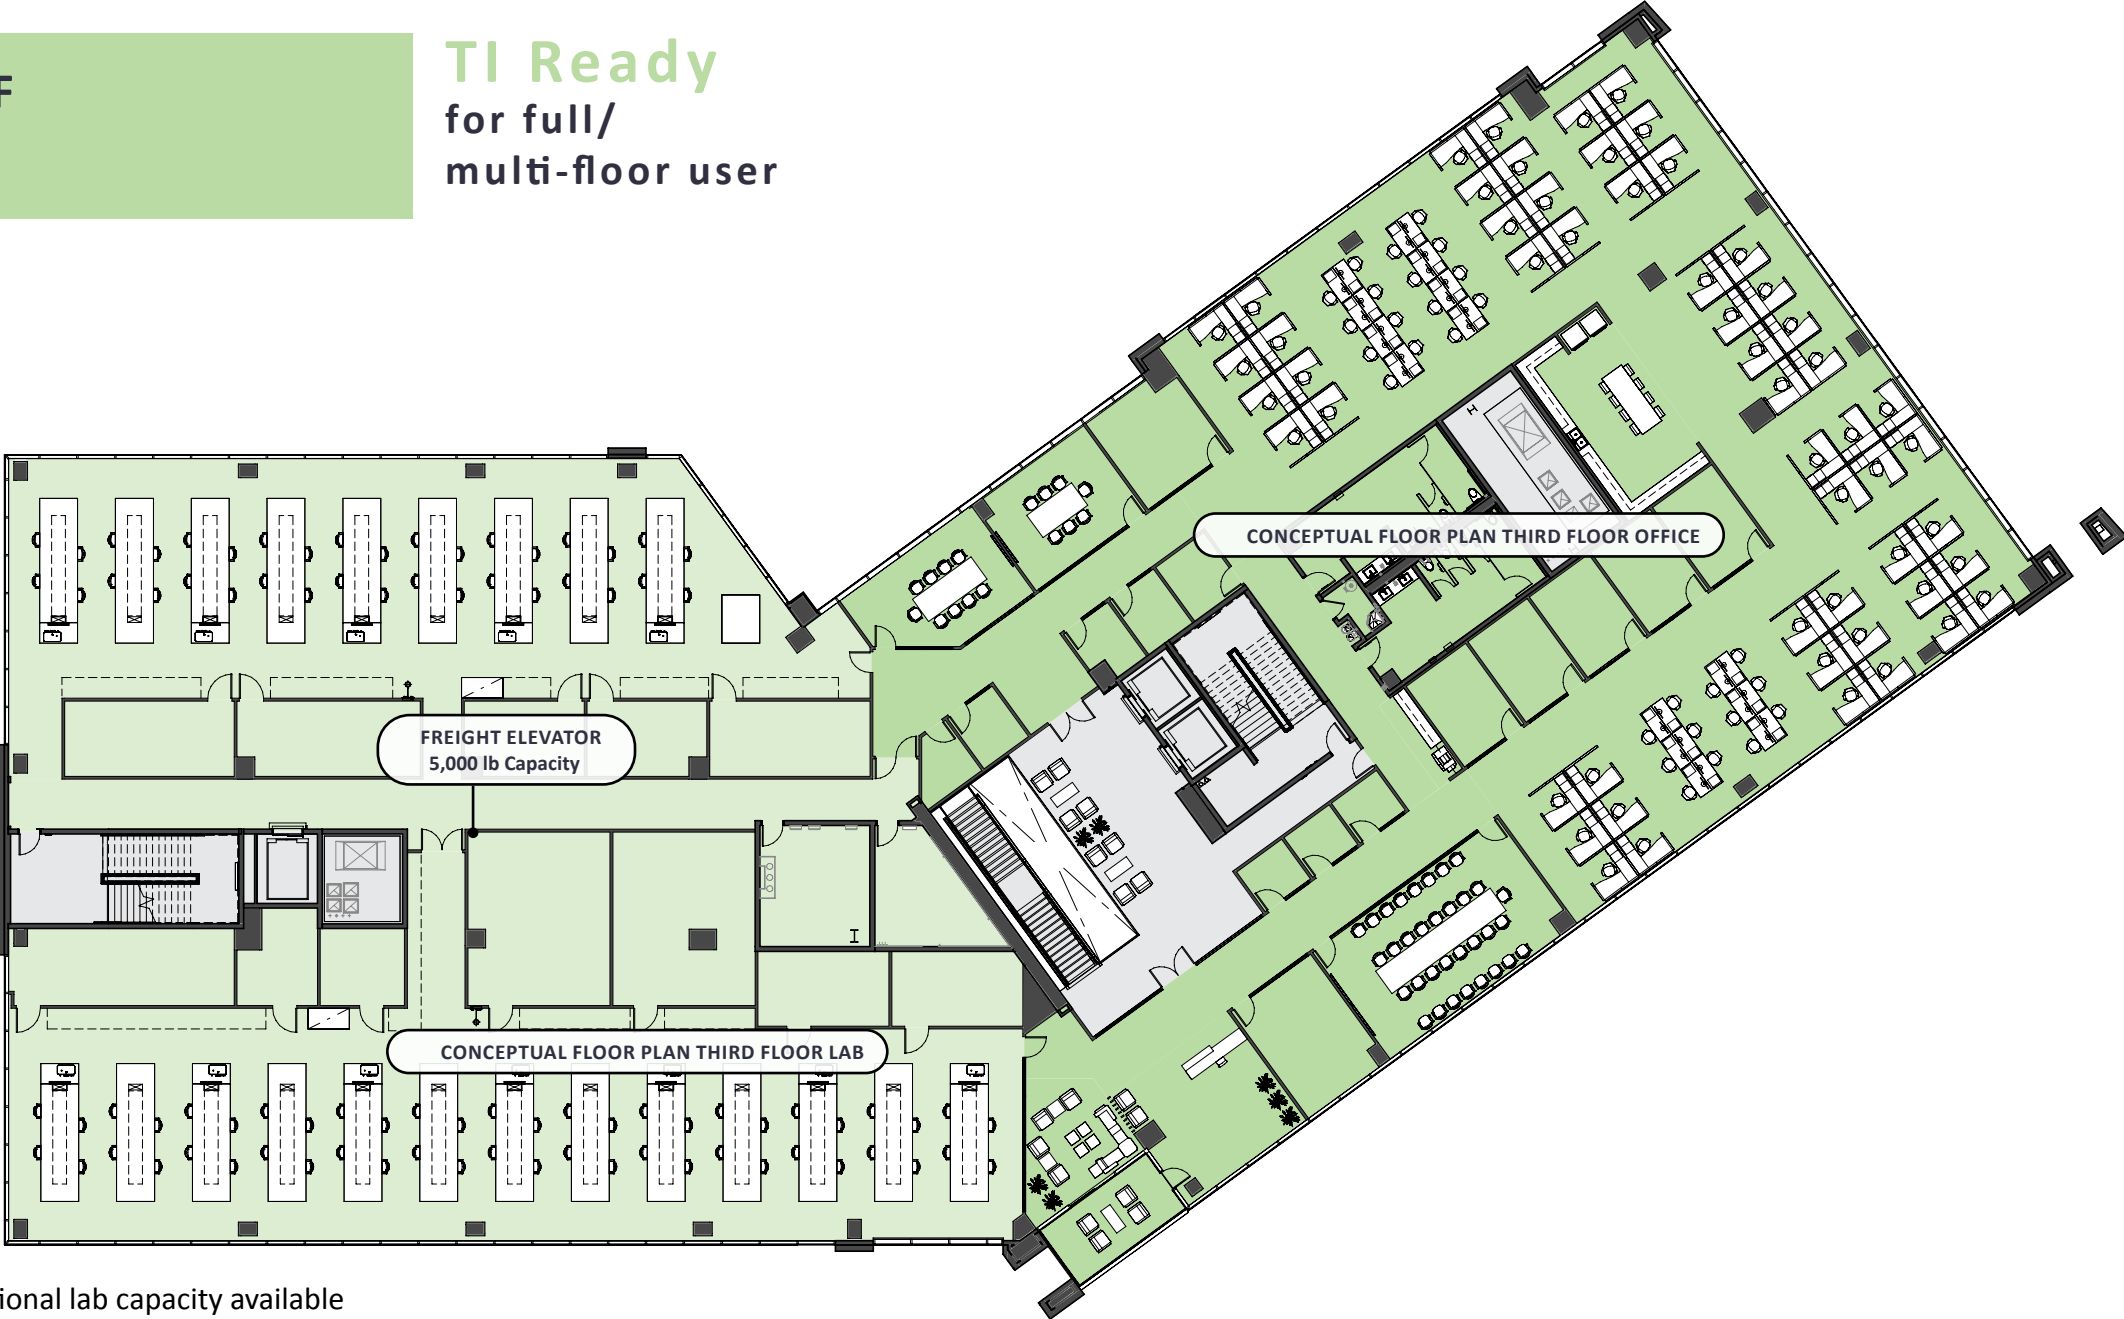 F
TI Ready
for full/
multi-floor user
CONCEPTUAL FLOOR PLAN THIRD FLOOR OFFICE
FREIGHT ELEVATOR
5,000 lb Capacity
CONCEPTUAL FLOOR PLAN THIRD FLOOR LAB
ional lab capacity available